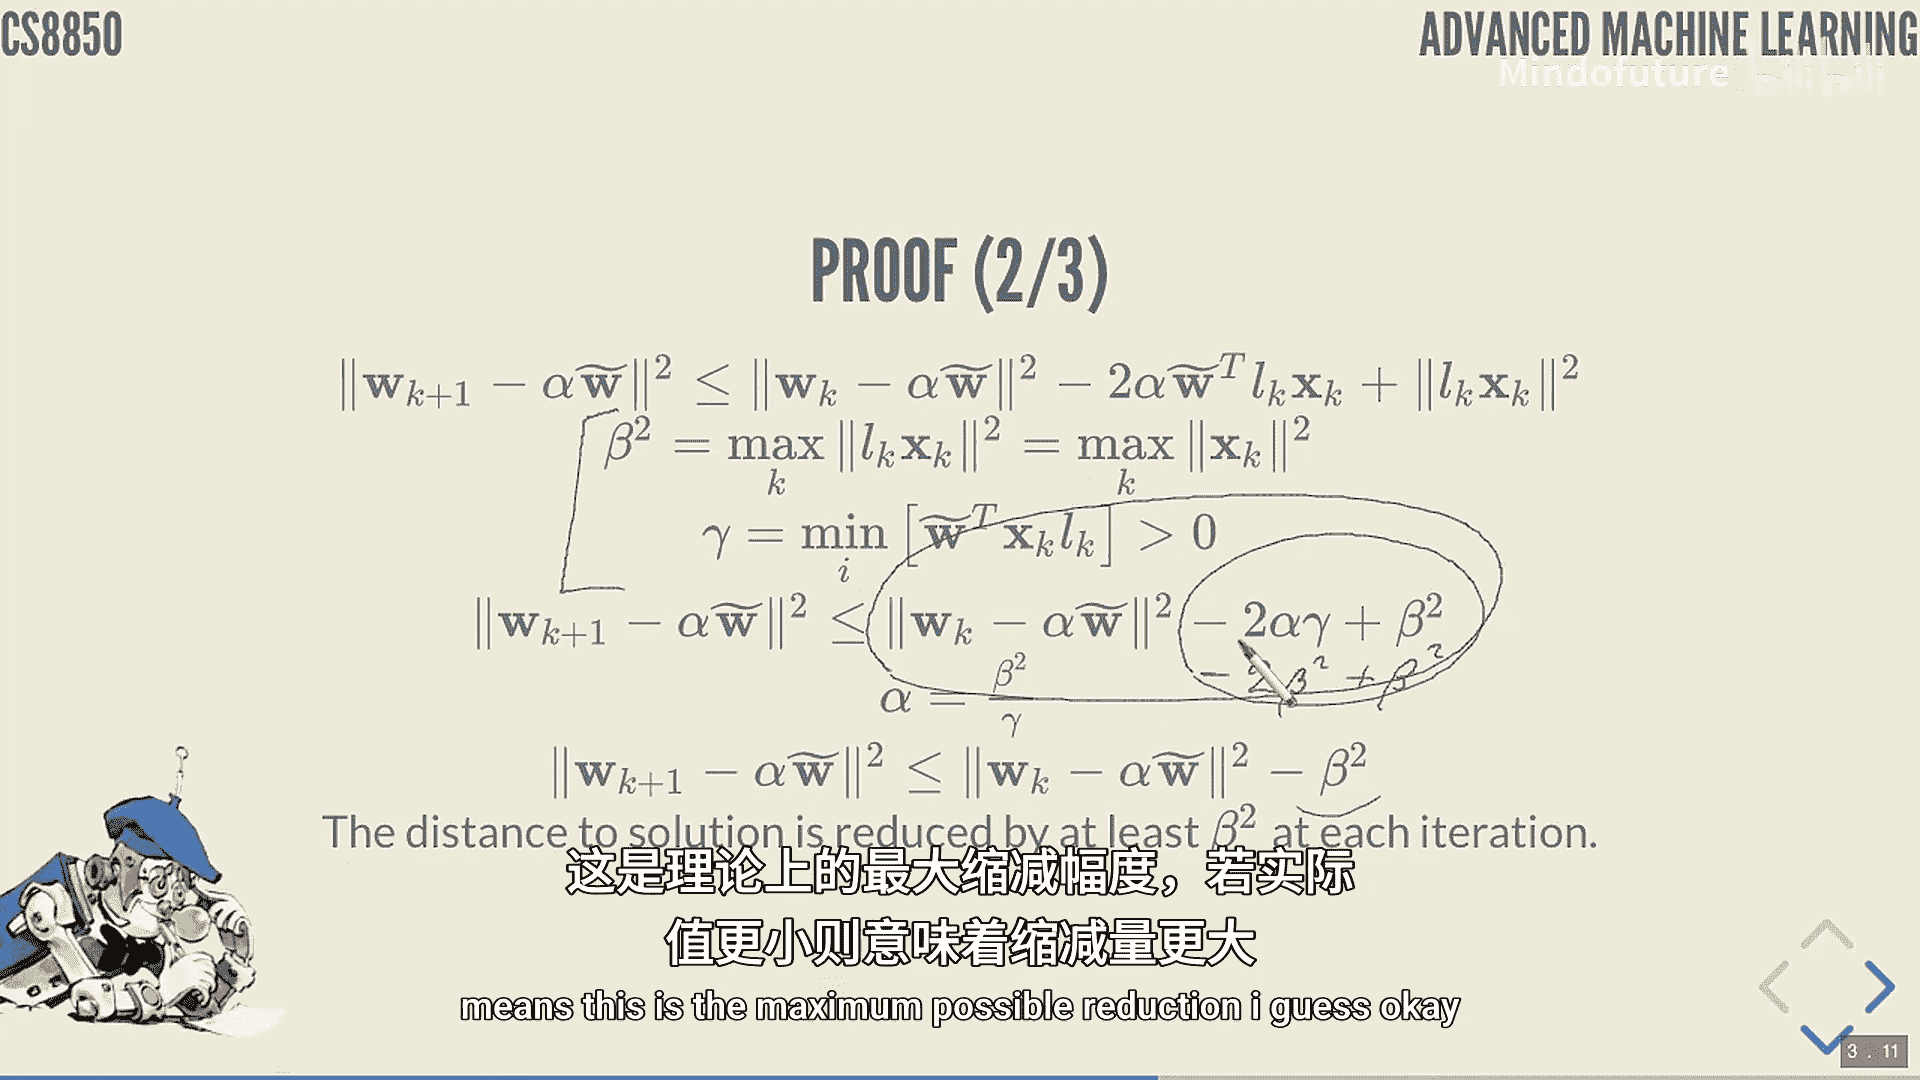 CS8850
ADVANCED MACHINE LEARNING
Mindofuture bilibili
PROOF (2/3)
‖w_{k+1} − αw̃‖² ≤ ‖w_k − αw̃‖² − 2αw̃ᵀl_k x_k + ‖l_k x_k‖²
β² = max_k ‖l_k x_k‖² = max_k ‖x_k‖²
γ = min_i [w̃ᵀx_k l_k] > 0
‖w_{k+1} − αw̃‖² ≤ ‖w_k − αw̃‖² − 2αγ + β²
− 2β² + β²
α = β²/γ
‖w_{k+1} − αw̃‖² ≤ ‖w_k − αw̃‖² − β²
The distance to solution is reduced by at least β² at each iteration.
这是理论上的最大缩减幅度，若实际
值更小则意味着缩减量更大
means this is the maximum possible reduction i guess okay
3 . 11